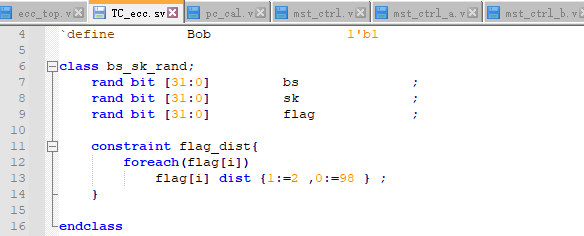 ecc_top.v TC_ecc.sv pc_cal.v mst_ctrl.v mst_ctrl_a.v mst_ctrl_b.v
4 `define Bob 1'b1
5
6 class bs_sk_rand;
7 rand bit [31:0] bs ;
8 rand bit [31:0] sk ;
9 rand bit [31:0] flag ;
10
11 constraint flag_dist{
12 foreach(flag[i])
13 flag[i] dist {1:=2 ,0:=98 } ;
14 }
15
16 endclass